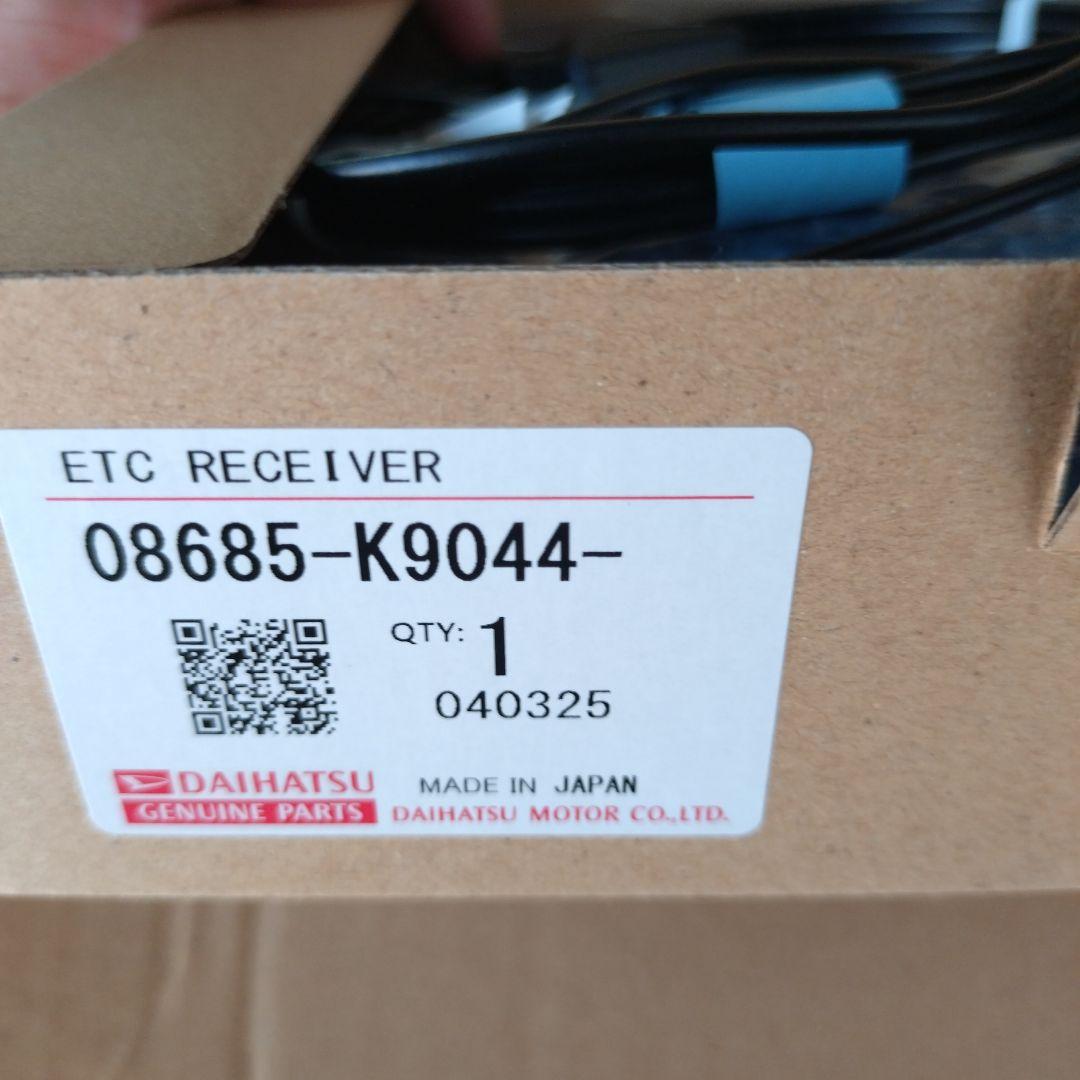 ETC RECEIVER
08685-K9044-
QTY: 1
040325
DAIHATSU MADE IN JAPAN
GENUINE PARTS DAIHATSU MOTOR CO.,LTD.